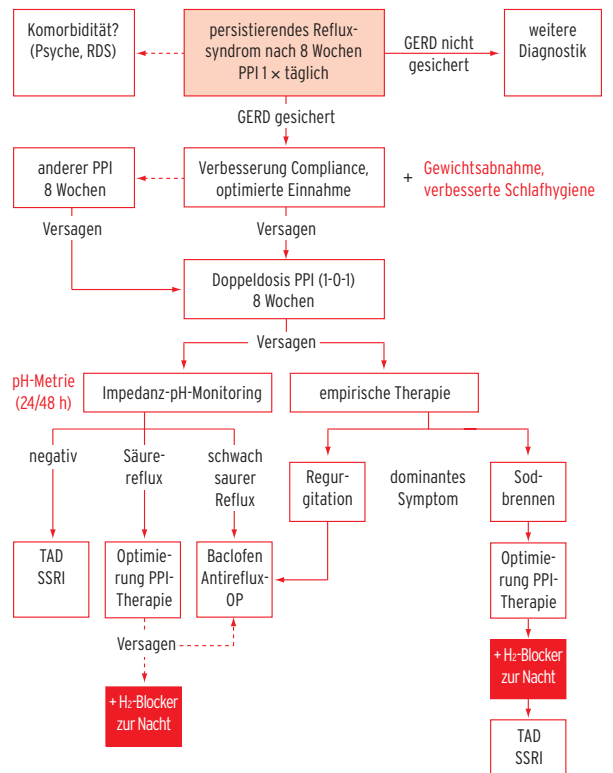 Komorbidität?
(Psyche, RDS)
persistierendes Reflux-
syndrom nach 8 Wochen
PPI 1 × täglich
GERD nicht
gesichert
weitere
Diagnostik
GERD gesichert
anderer PPI
8 Wochen
Verbesserung Compliance,
optimierte Einnahme
+ Gewichtsabnahme,
verbesserte Schlafhygiene
Versagen
Versagen
Doppeldosis PPI (1-0-1)
8 Wochen
Versagen
pH-Metrie
(24/48 h)
Impedanz-pH-Monitoring
empirische Therapie
negativ
Säure-
reflux
schwach
saurer
Reflux
Regur-
gitation
dominantes
Symptom
Sod-
brennen
TAD
SSRI
Optimie-
rung PPI-
Therapie
Baclofen
Antireflux-
OP
Optimie-
rung PPI-
Therapie
Versagen
+ H₂-Blocker
zur Nacht
+ H₂-Blocker
zur Nacht
TAD
SSRI